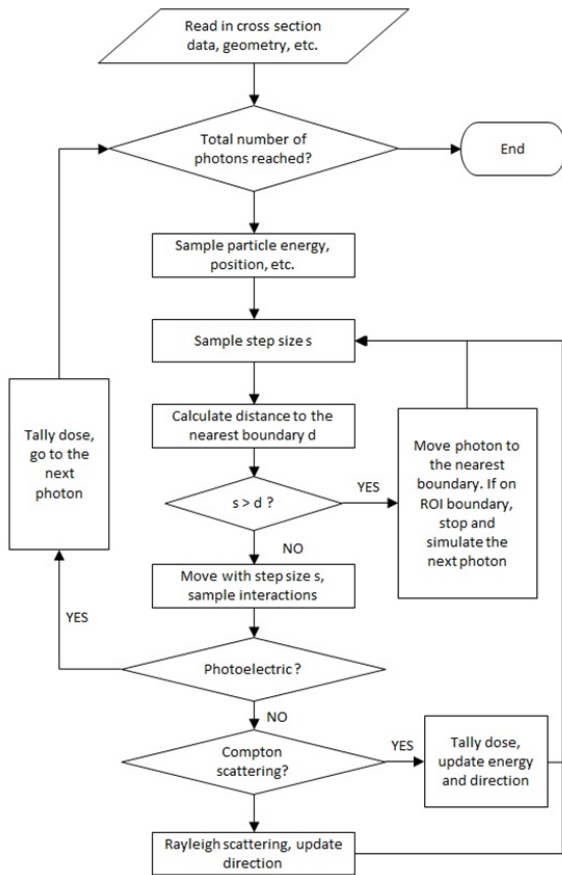 Read in cross section
data, geometry, etc.
Total number of
photons reached?
End
Sample particle energy,
position, etc.
Sample step size s
Calculate distance to the
nearest boundary d
Tally dose,
go to the
next
photon
Move photon to
the nearest
boundary. If on
ROI boundary,
stop and
simulate the
next photon
s > d ?
YES
NO
Move with step size s,
sample interactions
YES
Photoelectric?
NO
Compton
scattering?
YES
Tally dose,
update energy
and direction
Rayleigh scattering, update
direction